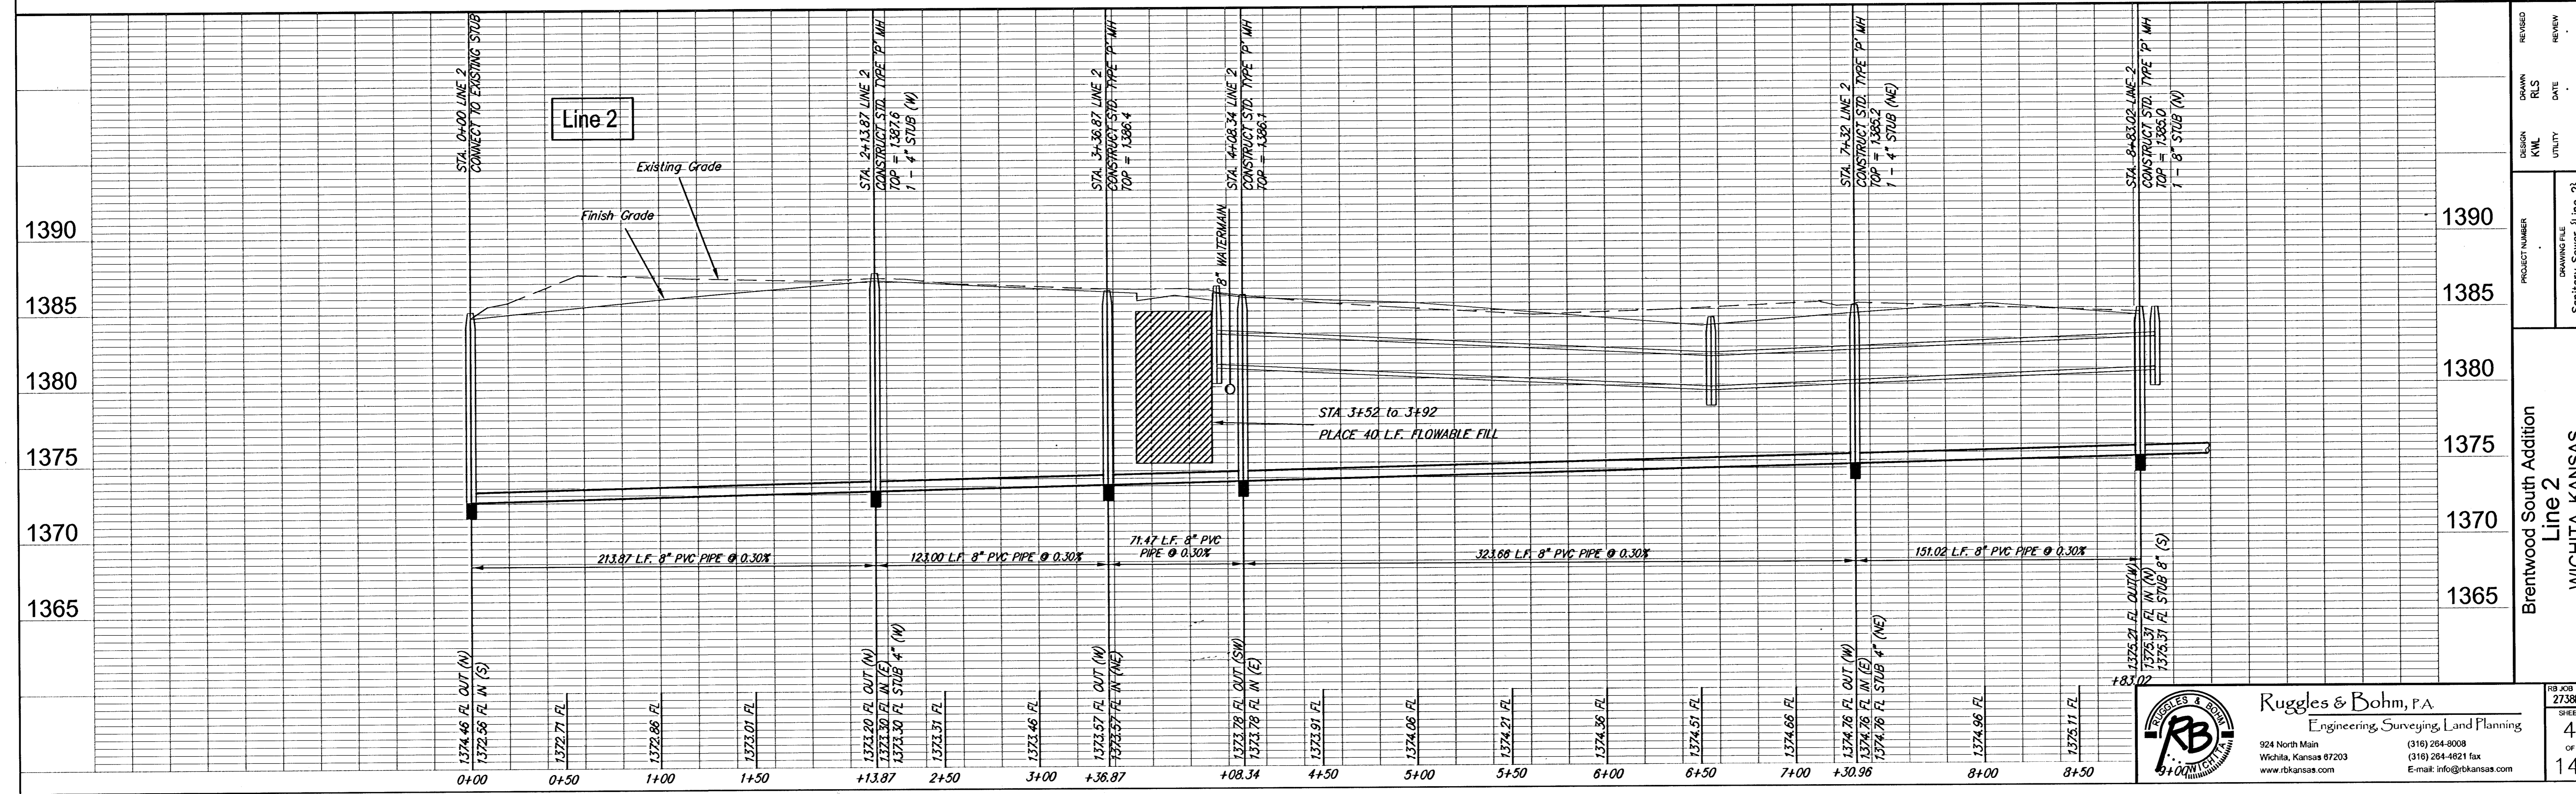 STA. 0+00 LINE 2
CONNECT TO EXISTING STUB
Line 2
Existing Grade
Finish Grade
STA. 2+13.87 LINE 2
CONSTRUCT STD. TYPE 'P' MH
TOP = 1387.6
1 - 4" STUB (W)
STA. 3+36.87 LINE 2
CONSTRUCT STD. TYPE 'P' MH
TOP = 1386.4
8" WATERMAIN
STA. 4+08.34 LINE 2
CONSTRUCT STD. TYPE 'P' MH
TOP = 1386.1
STA. 7+32 LINE 2
CONSTRUCT STD. TYPE 'P' MH
TOP = 1385.2
1 - 4" STUB (NE)
STA. 8+83.02 LINE 2
CONSTRUCT STD. TYPE 'P' MH
TOP = 1385.0
1 - 8" STUB (N)
1390
1385
1380
1375
1370
1365
1390
1385
1380
1375
1370
1365
STA 3+52 to 3+92
PLACE 40 L.F. FLOWABLE FILL
213.87 L.F. 8" PVC PIPE @ 0.30%
123.00 L.F. 8" PVC PIPE @ 0.30%
71.47 L.F. 8" PVC
PIPE @ 0.30%
323.66 L.F. 8" PVC PIPE @ 0.30%
151.02 L.F. 8" PVC PIPE @ 0.30%
1374.46 FL OUT (N)
1372.56 FL IN (S)
1372.71 FL
1372.86 FL
1373.01 FL
1373.20 FL OUT (N)
1373.30 FL IN (E)
1373.30 FL STUB 4" (W)
1373.31 FL
1373.46 FL
1373.57 FL OUT (W)
1373.57 FL IN (NE)
1373.78 FL OUT (SW)
1373.78 FL IN (E)
1373.91 FL
1374.06 FL
1374.21 FL
1374.36 FL
1374.51 FL
1374.66 FL
1374.76 FL OUT (W)
1374.76 FL IN (E)
1374.76 FL STUB 4" (NE)
1374.96 FL
1375.11 FL
1375.21 FL OUT(W)
1375.31 FL IN (N)
1375.31 FL STUB 8" (S)
+83.02
0+00
0+50
1+00
1+50
+13.87
2+50
3+00
+36.87
+08.34
4+50
5+00
5+50
6+00
6+50
7+00
+30.96
8+00
8+50
9+00
RUGGLES & BOHM
RB
WICHITA
Ruggles & Bohm, P.A.
Engineering, Surveying, Land Planning
924 North Main
Wichita, Kansas 67203
www.rbkansas.com
(316) 264-8008
(316) 264-4621 fax
E-mail: info@rbkansas.com
REVISED
REVIEW
DRAWN
RLS
DATE
DESIGN
KWL
UTILITY
PROJECT NUMBER
DRAWING FILE
Brentwood South Addition
Line 2
WICHITA, KANSAS
RB JOB
SHEE
4
OF
14